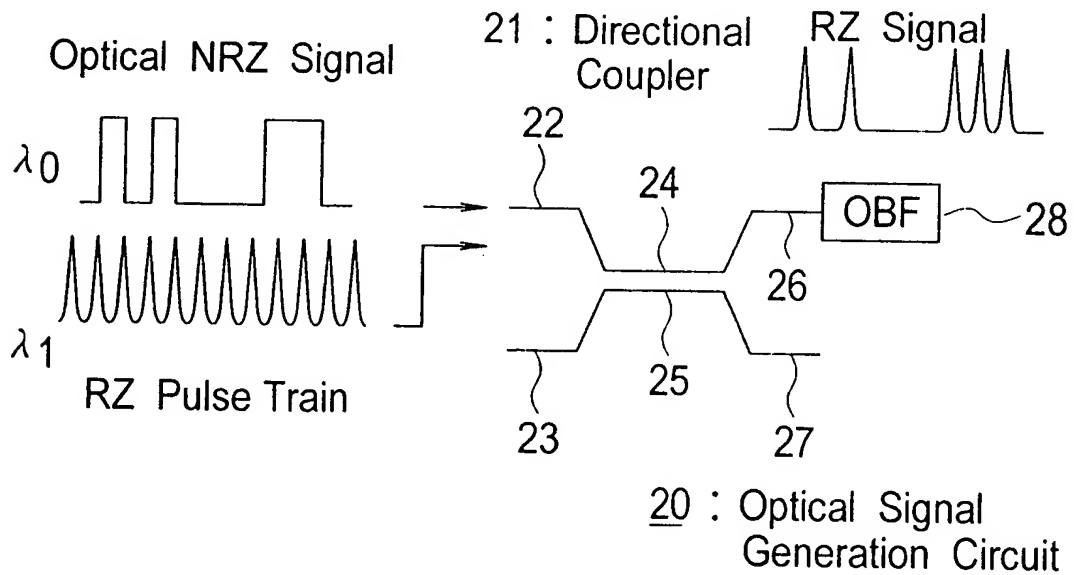 21 : Directional
Coupler
RZ Signal
Optical NRZ Signal
λ0
22
24
OBF
28
26
λ1
RZ Pulse Train
25
23
27
20 : Optical Signal
Generation Circuit